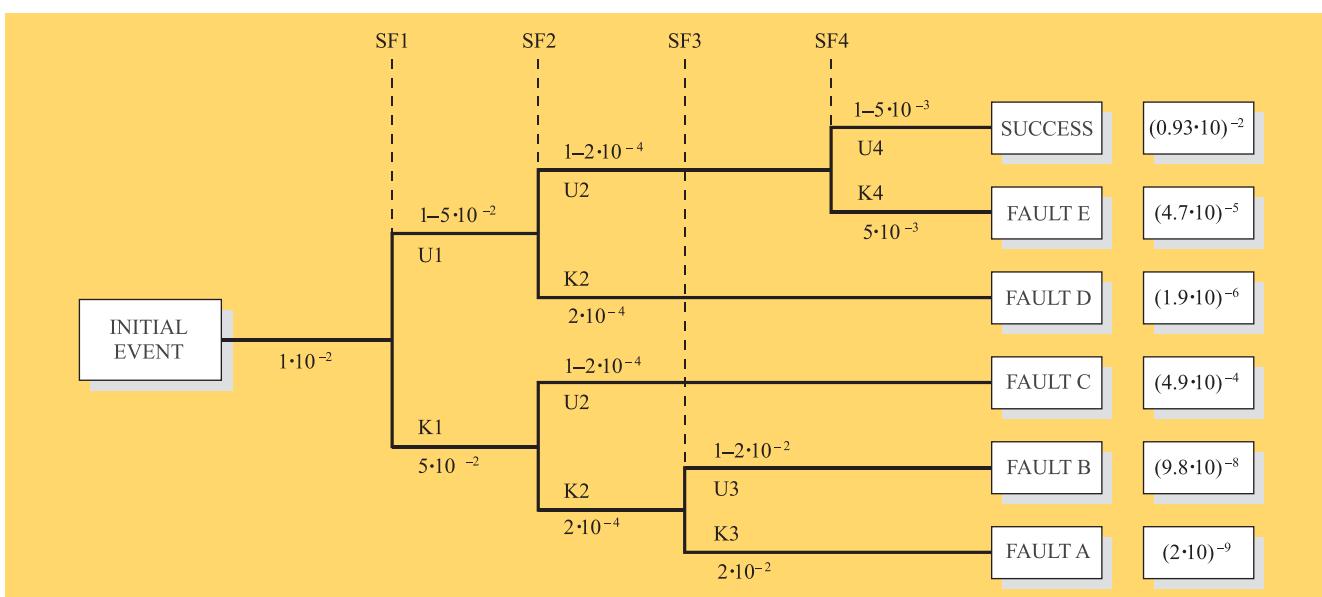 SF1 SF2 SF3 SF4
1–5·10⁻³
SUCCESS (0.93·10)⁻²
U4
1–2·10⁻⁴
U2
K4
FAULT E (4.7·10)⁻⁵
5·10⁻³
1–5·10⁻²
U1
K2
FAULT D (1.9·10)⁻⁶
2·10⁻⁴
INITIAL
EVENT
1·10⁻²
1–2·10⁻⁴
FAULT C (4.9·10)⁻⁴
U2
K1
5·10⁻²
1–2·10⁻²
FAULT B (9.8·10)⁻⁸
U3
K2
2·10⁻⁴
K3
FAULT A (2·10)⁻⁹
2·10⁻²